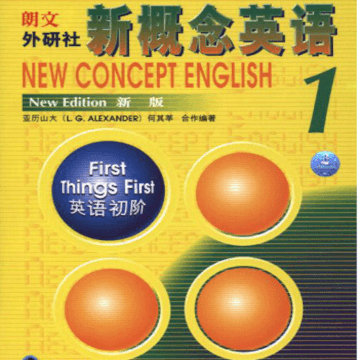 朗文
外研社
新概念英语
NEW CONCEPT ENGLISH
1
New Edition 新 版
亚历山大(L. G. ALEXANDER) 何其莘 合作编著
First
Things First
英语初阶